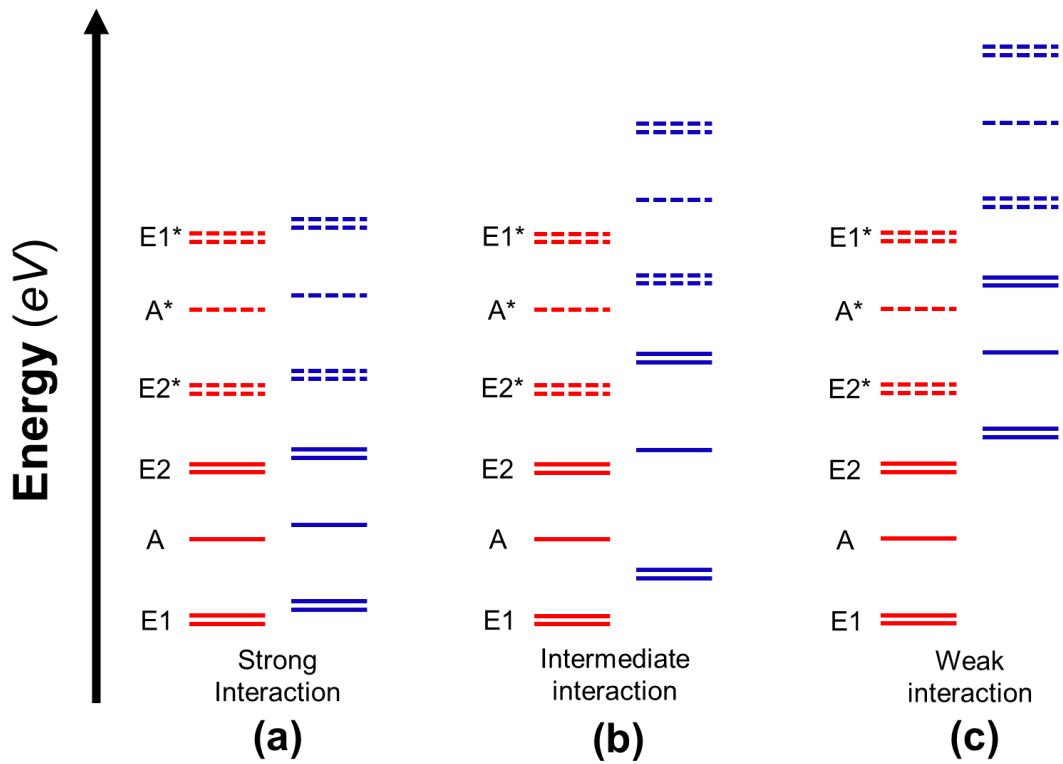 Energy (eV)
E1*
A*
E2*
E2
A
E1
Strong
Interaction
(a)
E1*
A*
E2*
E2
A
E1
Intermediate
interaction
(b)
E1*
A*
E2*
E2
A
E1
Weak
interaction
(c)